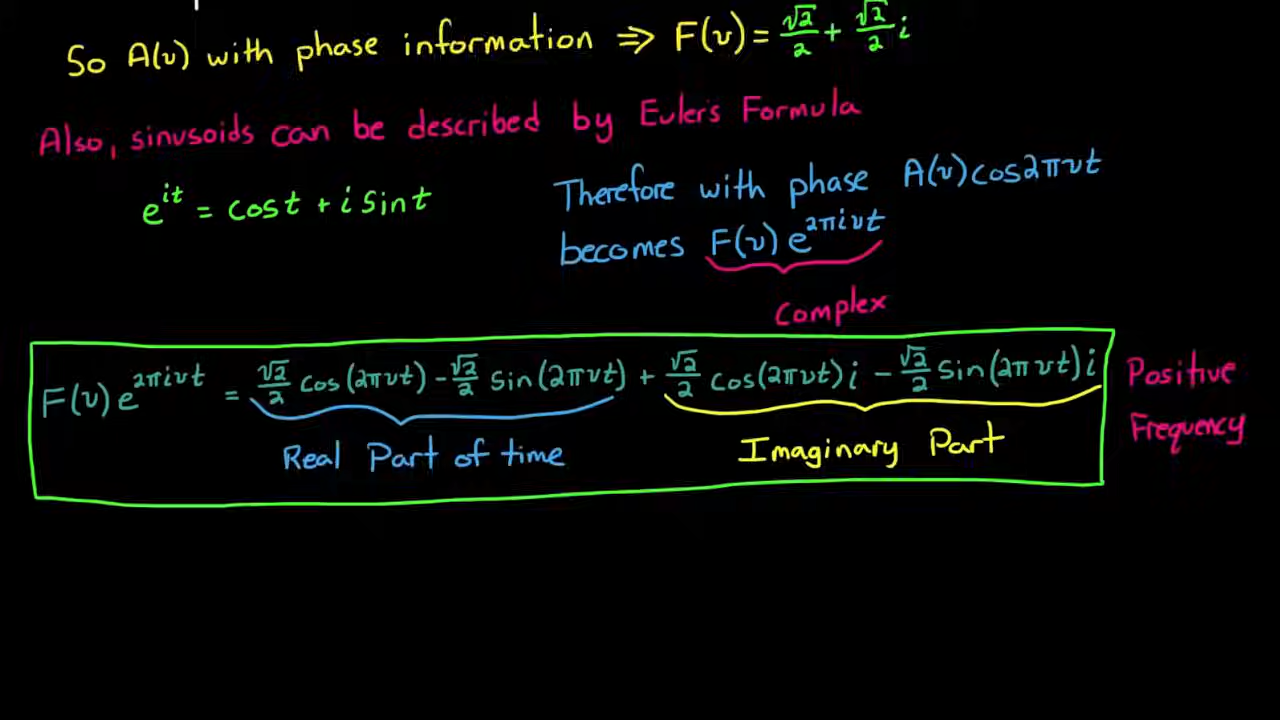 So A(ν) with phase information ⇒ F(ν) = √2/2 + √2/2 i
Also, sinusoids can be described by Euler's Formula
e^{it} = cos t + i sin t
Therefore with phase A(ν)cos2πνt
becomes F(ν) e^{2πiνt}
Complex
F(ν) e^{2πiνt} = √2/2 cos(2πνt) - √2/2 sin(2πνt) + √2/2 cos(2πνt)i - √2/2 sin(2πνt)i
Real Part of time
Imaginary Part
Positive
Frequency